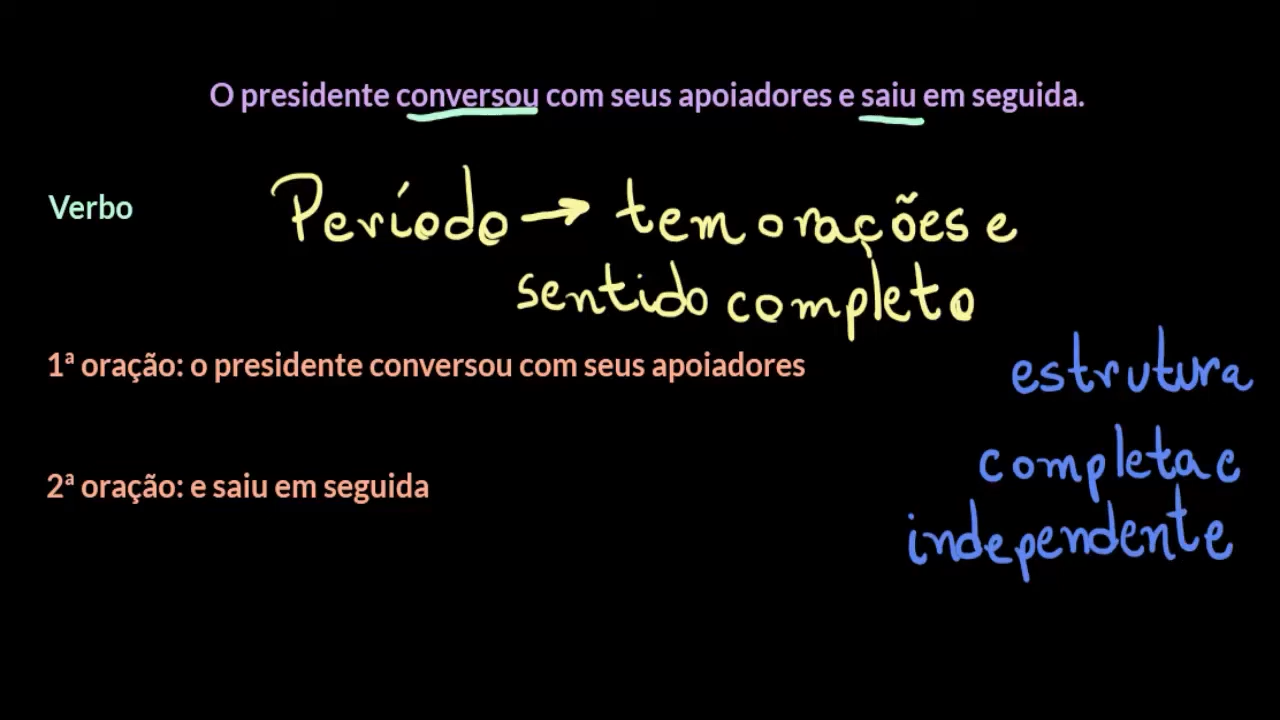 O presidente conversou com seus apoiadores e saiu em seguida.
Verbo
Período → tem orações e
sentido completo
1ª oração: o presidente conversou com seus apoiadores
estrutura
completa e
independente
2ª oração: e saiu em seguida